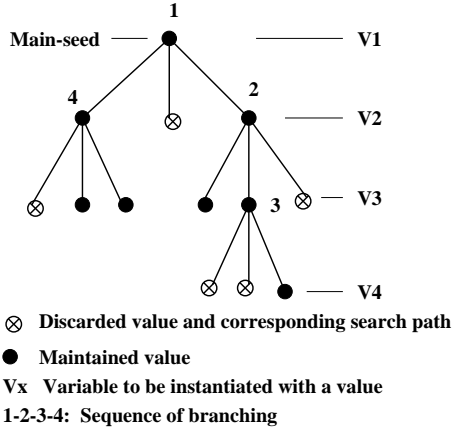 1
Main-seed
V1
4
2
V2
3
V3
V4
Discarded value and corresponding search path
Maintained value
Vx Variable to be instantiated with a value
1-2-3-4: Sequence of branching